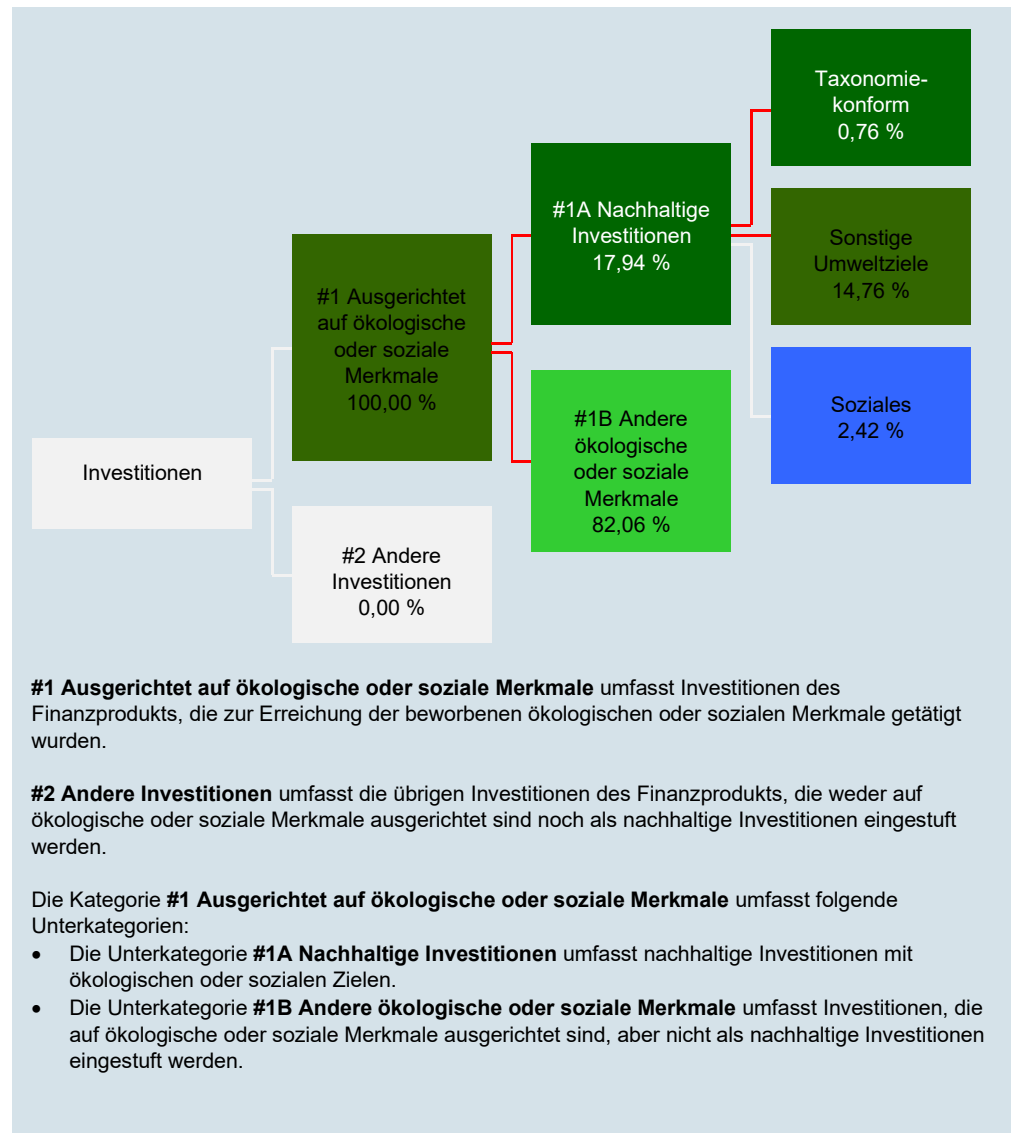 Taxonomie-
konform
0,76 %
#1A Nachhaltige
Investitionen
17,94 %
Sonstige
Umweltziele
14,76 %
#1 Ausgerichtet
auf ökologische
oder soziale
Merkmale
100,00 %
Soziales
2,42 %
#1B Andere
ökologische
oder soziale
Merkmale
82,06 %
Investitionen
#2 Andere
Investitionen
0,00 %
#1 Ausgerichtet auf ökologische oder soziale Merkmale umfasst Investitionen des
Finanzprodukts, die zur Erreichung der beworbenen ökologischen oder sozialen Merkmale getätigt
wurden.
#2 Andere Investitionen umfasst die übrigen Investitionen des Finanzprodukts, die weder auf
ökologische oder soziale Merkmale ausgerichtet sind noch als nachhaltige Investitionen eingestuft
werden.
Die Kategorie #1 Ausgerichtet auf ökologische oder soziale Merkmale umfasst folgende
Unterkategorien:
• Die Unterkategorie #1A Nachhaltige Investitionen umfasst nachhaltige Investitionen mit
ökologischen oder sozialen Zielen.
• Die Unterkategorie #1B Andere ökologische oder soziale Merkmale umfasst Investitionen, die
auf ökologische oder soziale Merkmale ausgerichtet sind, aber nicht als nachhaltige Investitionen
eingestuft werden.